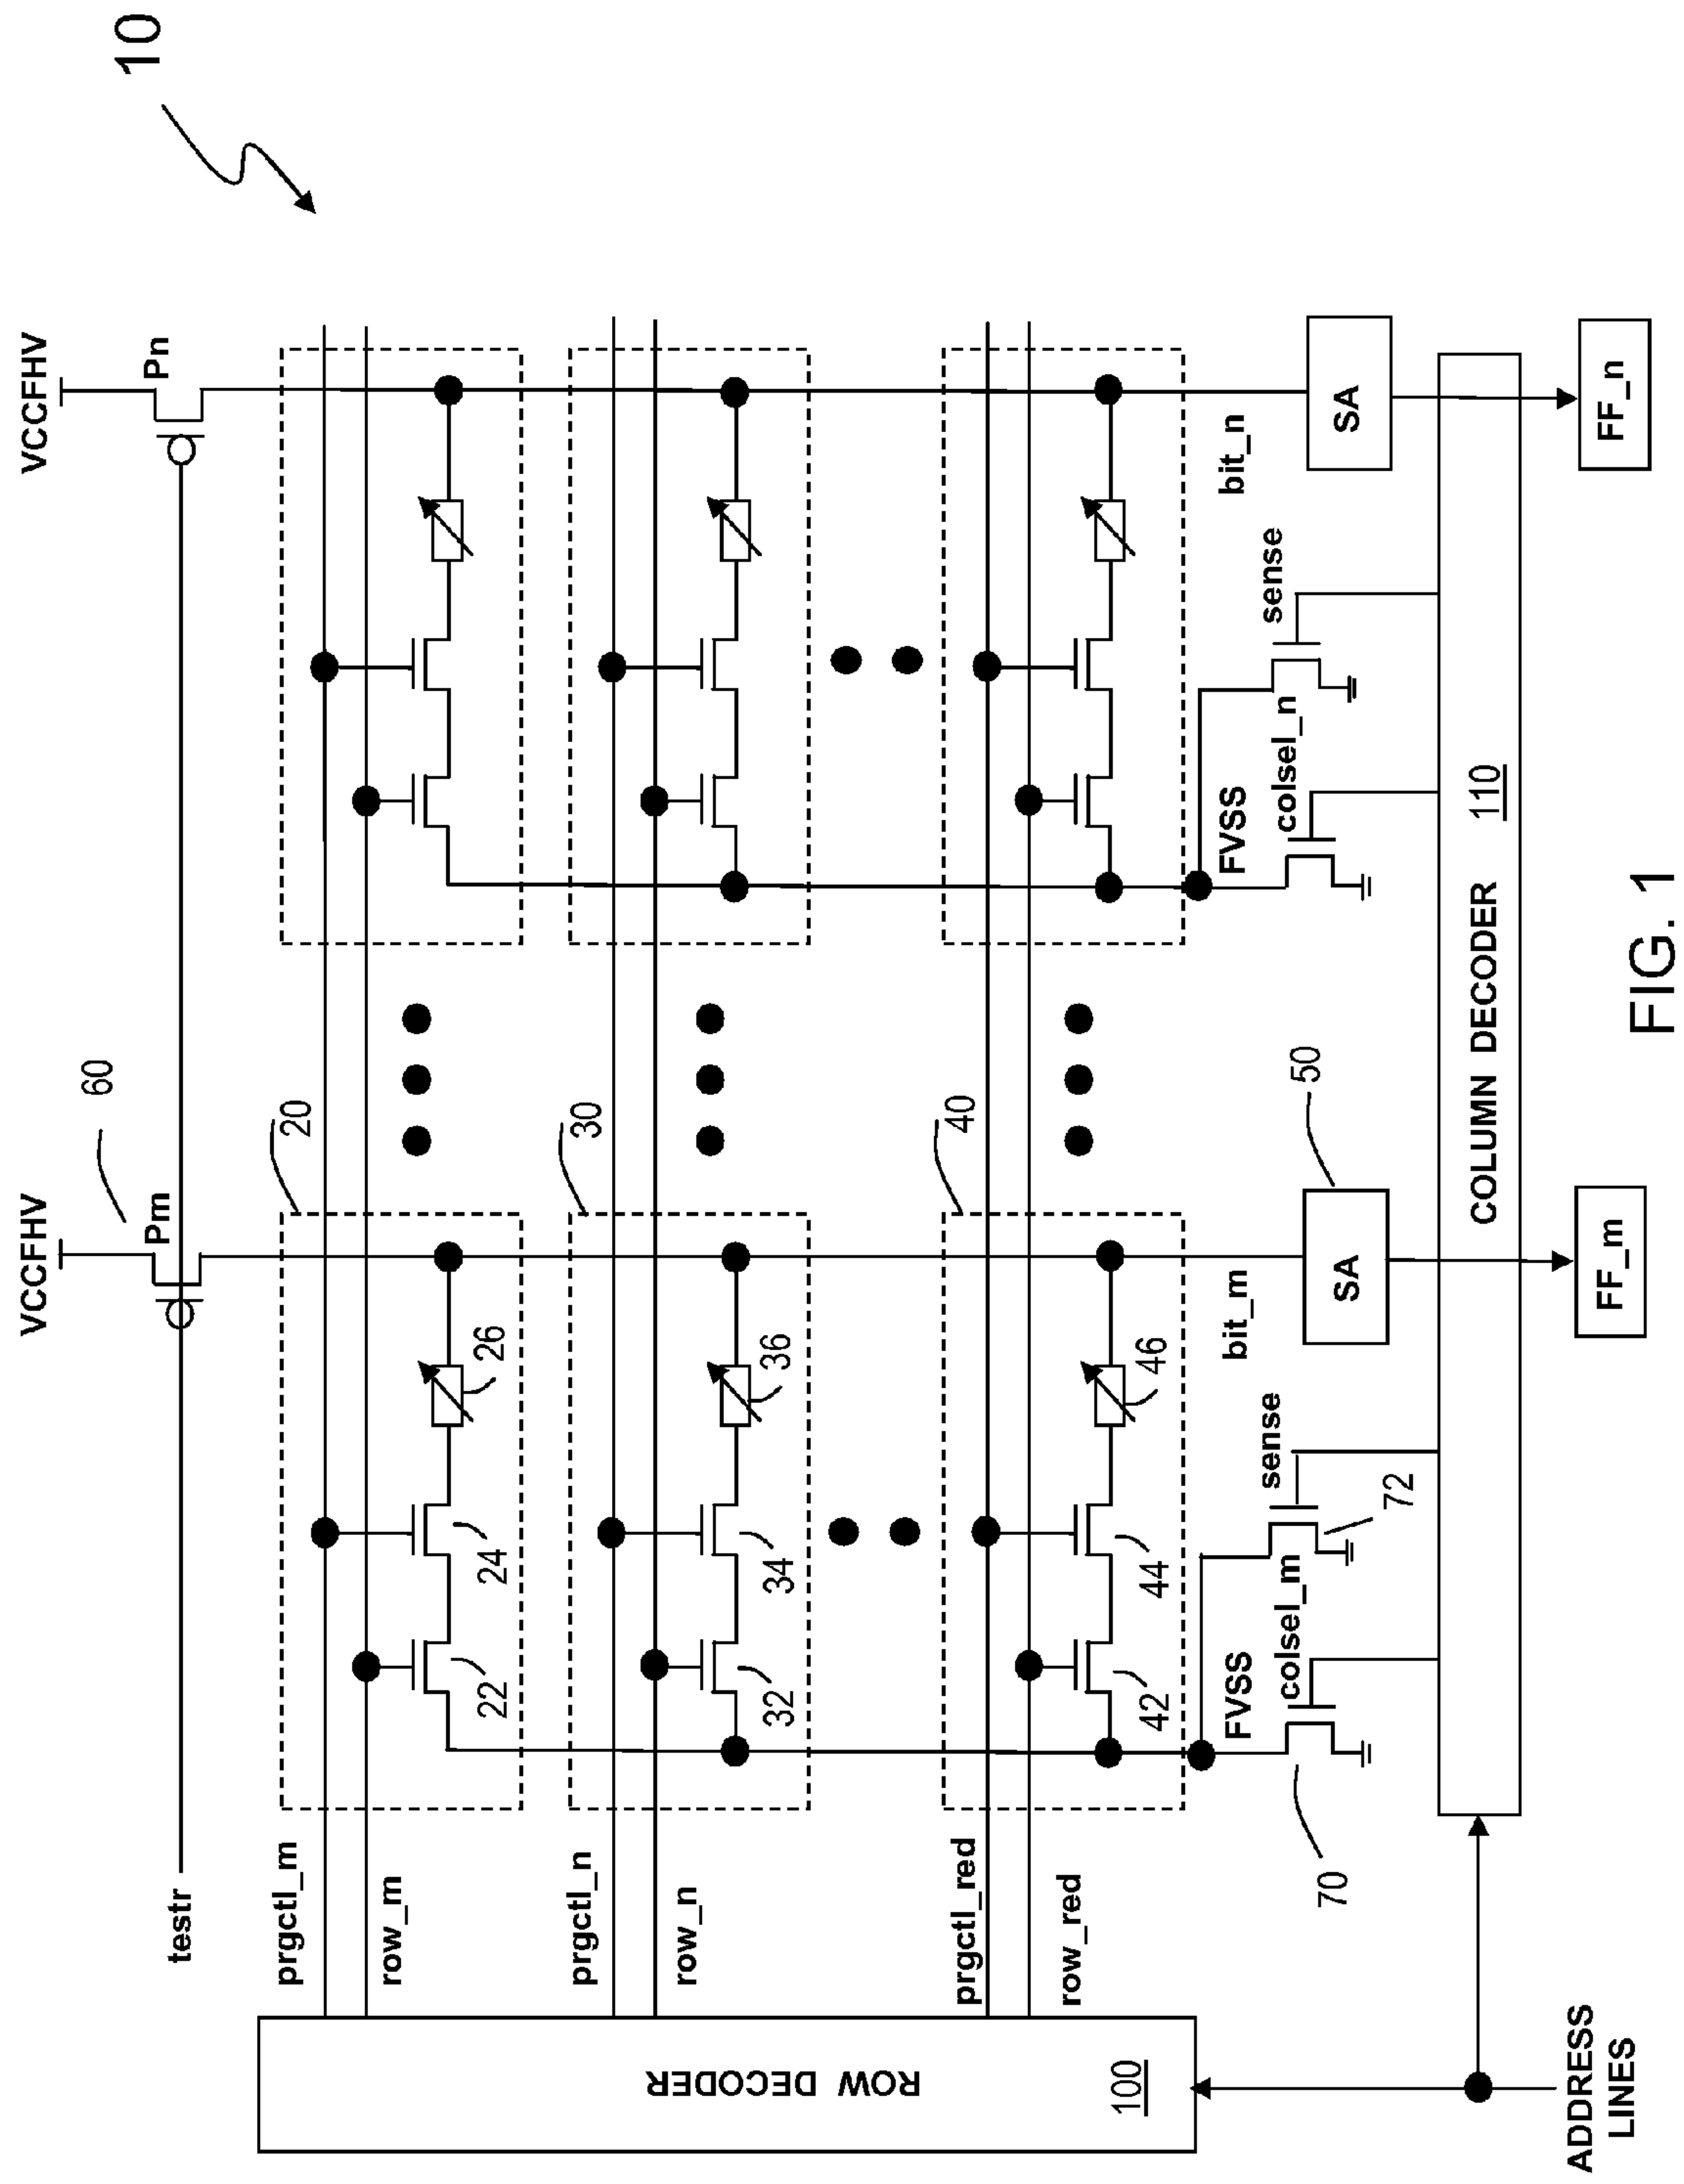 10
VCCFHV
VCCFHV
60
Pm
Pn
testr
prgctl_m
row_m
20
22
24
26
prgctl_n
row_n
30
32
34
36
prgctl_red
row_red
40
42
44
46
ROW DECODER
100
bit_m
bit_n
FVSS
FVSS
sense
sense
colsel_m
colsel_n
70
72
SA
50
SA
COLUMN DECODER
110
FF_m
FF_n
ADDRESS
LINES
FIG. 1